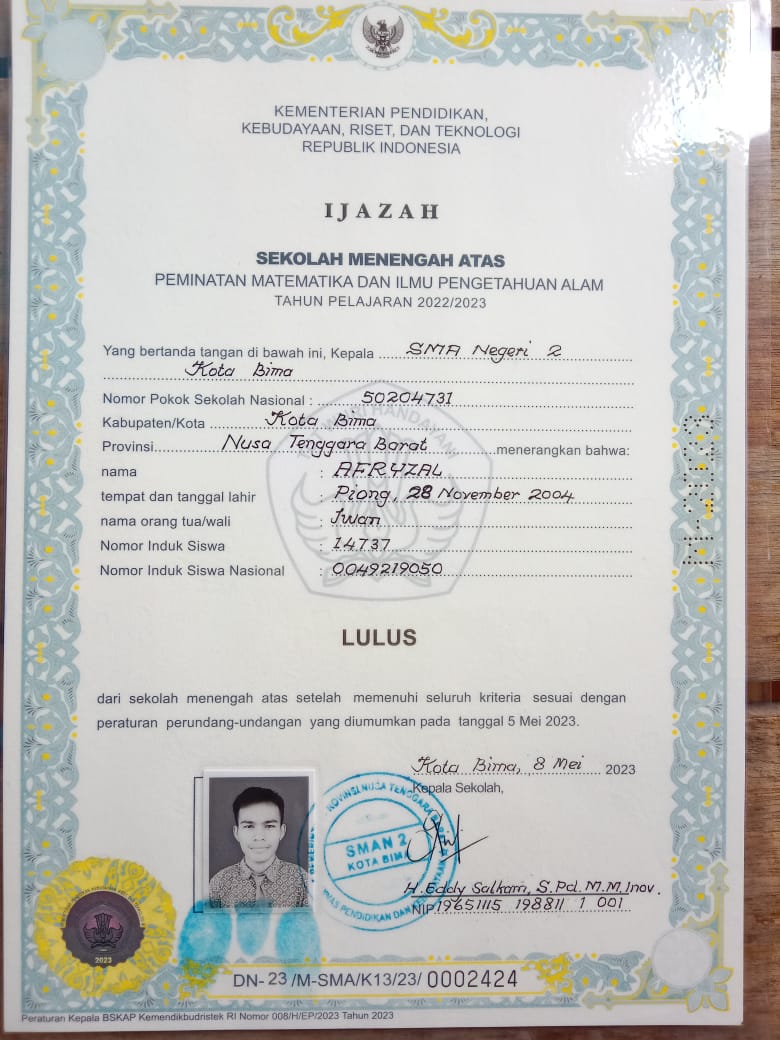 KEMENTERIAN PENDIDIKAN,
KEBUDAYAAN, RISET, DAN TEKNOLOGI
REPUBLIK INDONESIA
IJAZAH
SEKOLAH MENENGAH ATAS
PEMINATAN MATEMATIKA DAN ILMU PENGETAHUAN ALAM
TAHUN PELAJARAN 2022/2023
Yang bertanda tangan di bawah ini, Kepala SMA Negeri 2
Kota Bima
Nomor Pokok Sekolah Nasional : 50204731
Kabupaten/Kota Kota Bima
Provinsi Nusa Tenggara Barat menerangkan bahwa:
nama : AFRYZAL
tempat dan tanggal lahir : Piong, 28 November 2004
nama orang tua/wali : Iwan
Nomor Induk Siswa : 14737
Nomor Induk Siswa Nasional : 0049219050
LULUS
dari sekolah menengah atas setelah memenuhi seluruh kriteria sesuai dengan
peraturan perundang-undangan yang diumumkan pada tanggal 5 Mei 2023.
Kota Bima, 8 Mei 2023
Kepala Sekolah,
SMAN 2
KOTA BIMA
H. Eddy Salkam, S.Pd. M.M.Inov.
NIP 19651115 198811 1 001
2023
DN-23/M-SMA/K13/23/0002424
Peraturan Kepala BSKAP Kemendikbudristek RI Nomor 008/H/EP/2023 Tahun 2023